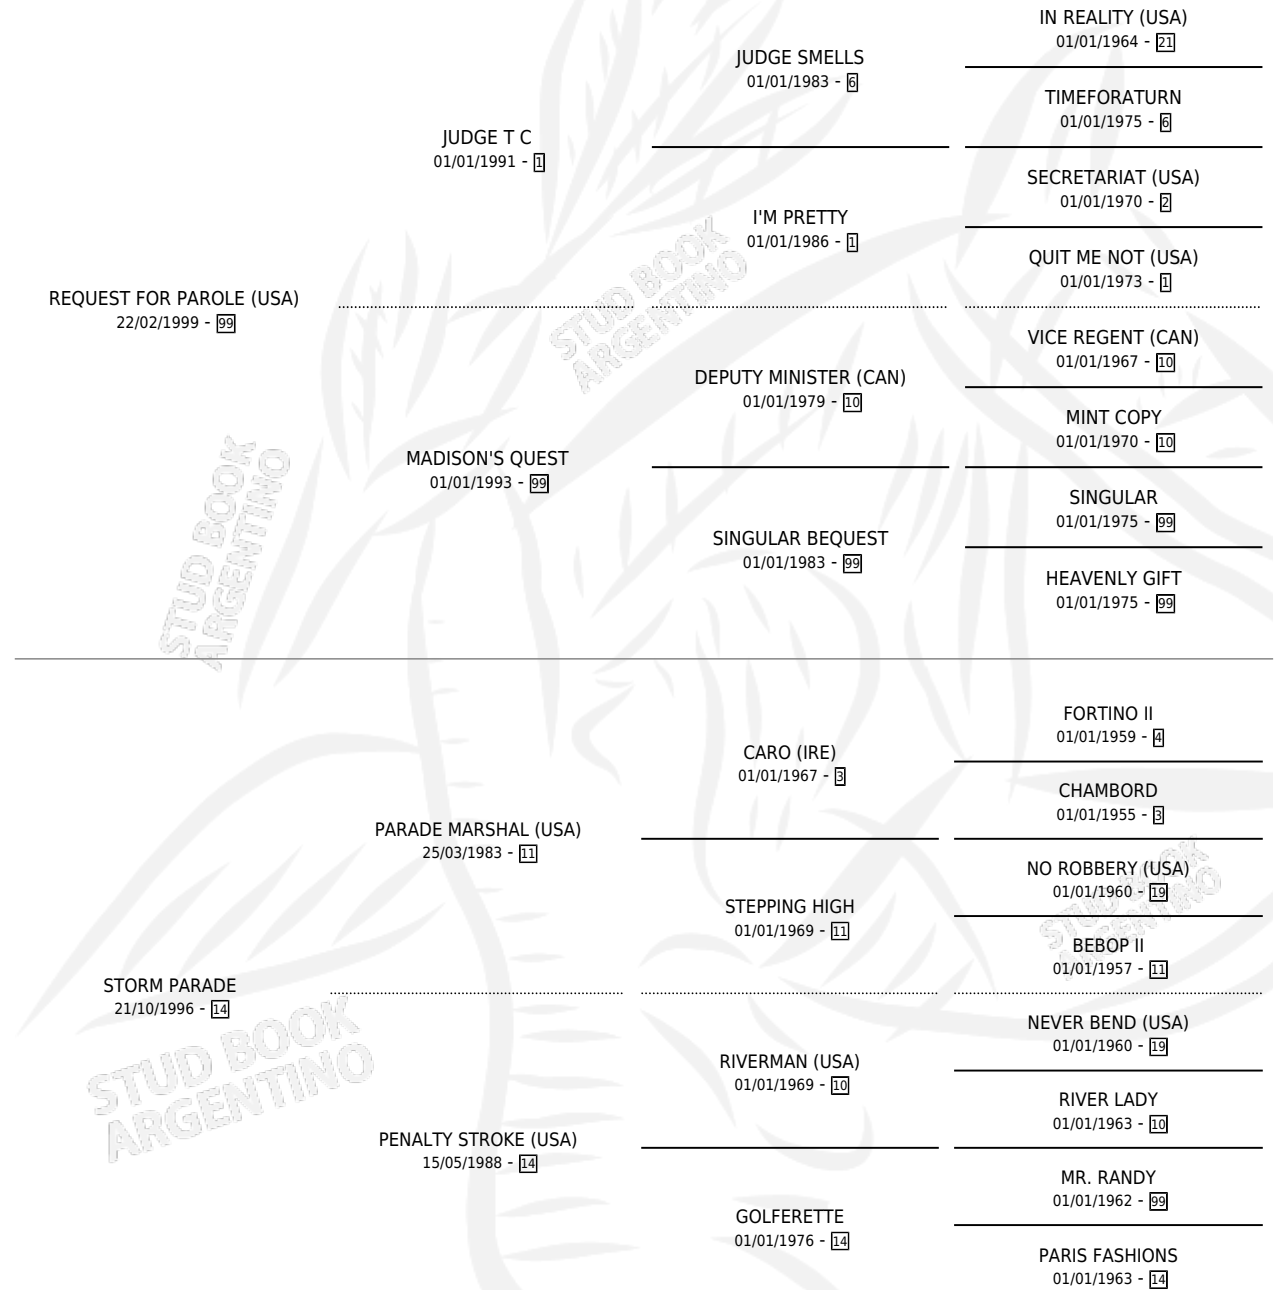 IN REALITY (USA)
01/01/1964 - 21
JUDGE SMELLS
01/01/1983 - 6
TIMEFORATURN
01/01/1975 - 6
JUDGE T C
01/01/1991 - 1
SECRETARIAT (USA)
01/01/1970 - 2
I'M PRETTY
01/01/1986 - 1
QUIT ME NOT (USA)
01/01/1973 - 1
REQUEST FOR PAROLE (USA)
22/02/1999 - 99
VICE REGENT (CAN)
01/01/1967 - 10
DEPUTY MINISTER (CAN)
01/01/1979 - 10
MINT COPY
01/01/1970 - 10
MADISON'S QUEST
01/01/1993 - 99
SINGULAR
01/01/1975 - 99
SINGULAR BEQUEST
01/01/1983 - 99
HEAVENLY GIFT
01/01/1975 - 99
FORTINO II
01/01/1959 - 4
CARO (IRE)
01/01/1967 - 3
CHAMBORD
01/01/1955 - 3
PARADE MARSHAL (USA)
25/03/1983 - 11
NO ROBBERY (USA)
01/01/1960 - 19
STEPPING HIGH
01/01/1969 - 11
BEBOP II
01/01/1957 - 11
STORM PARADE
21/10/1996 - 14
NEVER BEND (USA)
01/01/1960 - 19
RIVERMAN (USA)
01/01/1969 - 10
RIVER LADY
01/01/1963 - 10
PENALTY STROKE (USA)
15/05/1988 - 14
MR. RANDY
01/01/1962 - 99
GOLFERETTE
01/01/1976 - 14
PARIS FASHIONS
01/01/1963 - 14
STUD BOOK
ARGENTINO
STUD BOOK
ARGENTINO
STUD BOOK
ARGENTINO
STUD BOOK
ARGENTINO